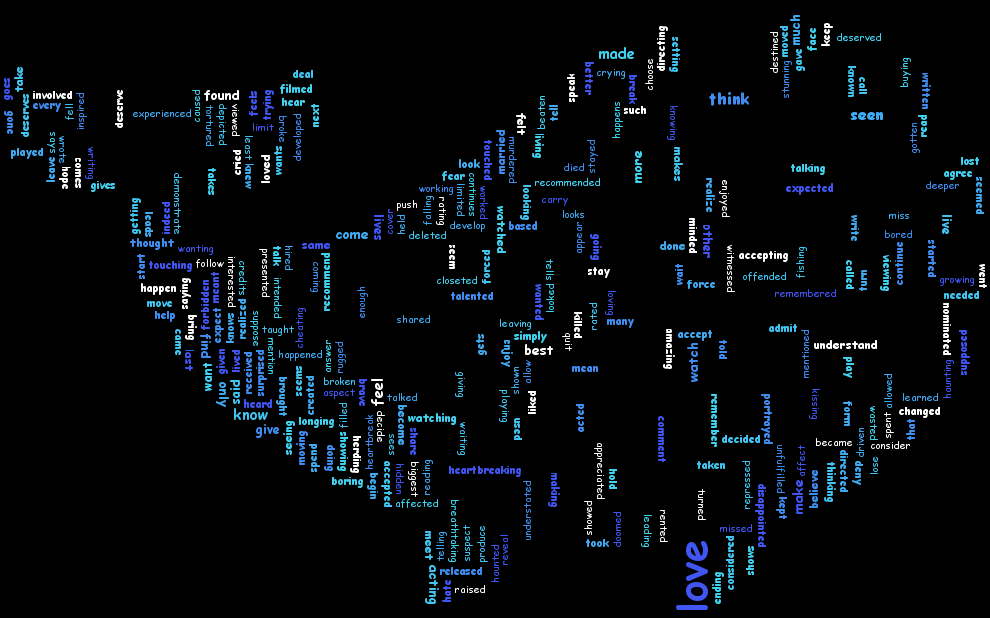 goes
take
gone
deserves
involved
every
fell
inspired
played
leave
says
wrote
hope
comes
writing
gives
deserve
experienced
caused
found
tortured
depicted
viewed
cried
least
knew
takes
feels
trying
limit
loved
broke
wants
deal
filmed
hear
developed
next
demonstrate
getting
leads
indeed
thought
wanting
start
touching
follow
happen
saying
move
help
bring
came
last
forbidden
interested
credits
meant
expect
find
knows
realized
suppose
presented
talk
hired
intended
same
coming
recommend
taught
cheating
mention
happened
answer
rugged
want
given
lived
received
surprised
only
said
heard
know
brought
seems
created
give
broken
aspect
brave
longing
filled
seeing
moving
spend
doing
showing
herding
boring
heartbreak
begin
feel
decide
talked
become
share
sees
watching
accepted
hidden
biggest
reading
affected
enough
shared
come
lives
cover
held
push
deleted
working
falling
limited
caring
continues
worked
develop
look
fear
touched
portrait
murdered
felt
beaten
tell
living
looking
based
watched
seem
forced
closeted
talented
recommended
carry
died
stayed
looks
appear
going
stay
tells
looked
wanted
killed
quit
rated
loving
many
leaving
simply
best
gets
enjoy
shown
allow
liked
playing
used
giving
waiting
mean
acted
heartbreaking
understated
making
breathtaking
meet
telling
suspect
produce
haunted
reveal
released
acting
hate
raised
appreciated
hold
showed
doomed
took
leading
rented
comment
made
speak
better
crying
break
choose
directing
setting
happens
such
knowing
more
makes
think
realize
enjoyed
minded
other
done
witnessed
wait
force
accepting
offended
fishing
remembered
amazing
accept
watch
told
admit
mentioned
understand
play
remember
decided
portrayed
taken
unfulfilled
repressed
disappointed
kept
turned
missed
love
ending
considered
shows
kissing
make
affect
believe
became
thinking
directed
deny
driven
form
wasted
lose
consider
spent
allowed
learned
changed
that
haunting
supposed
nominated
needed
growing
went
started
continue
viewing
turn
called
write
miss
bored
live
deeper
seemed
agree
lost
talking
expected
seen
known
call
destined
stunning
moved
gave
much
face
keep
deserved
buying
written
read
gotten